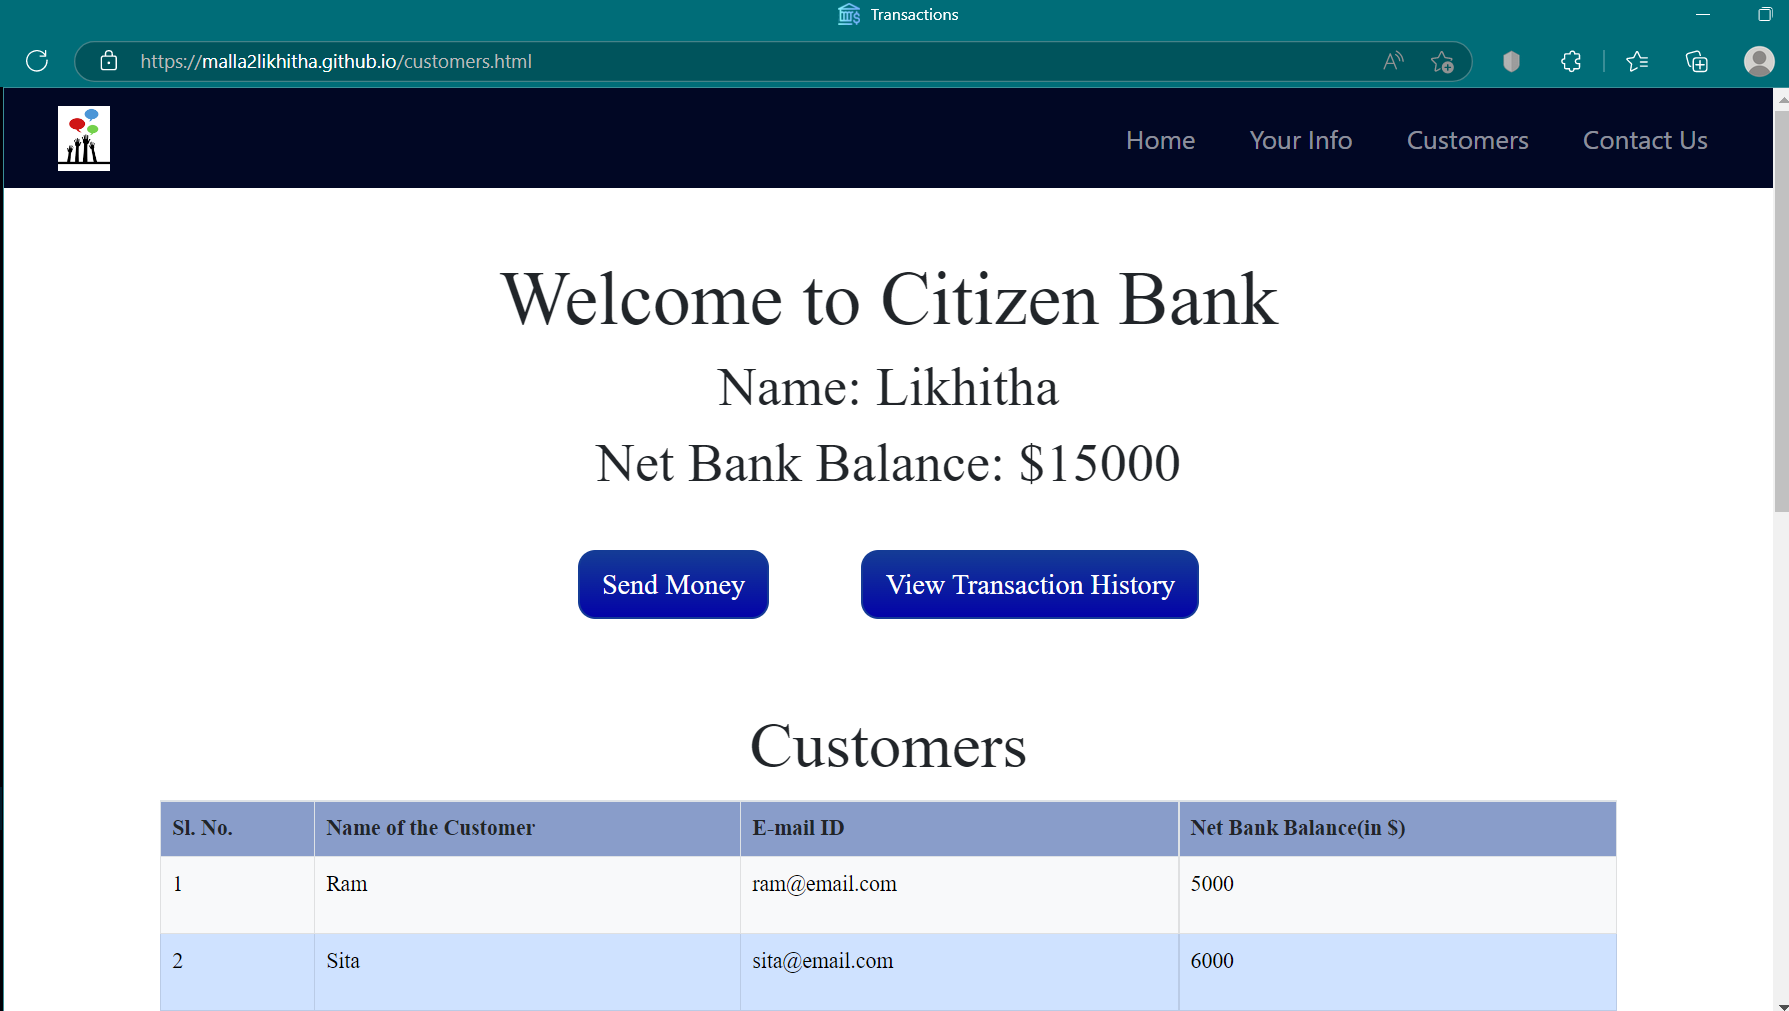 Transactions
https://malla2likhitha.github.io/customers.html
Home Your Info Customers Contact Us
Welcome to Citizen Bank
Name: Likhitha
Net Bank Balance: $15000
Send Money View Transaction History
Customers
Sl. No. Name of the Customer E-mail ID Net Bank Balance(in $)
1 Ram ram@email.com 5000
2 Sita sita@email.com 6000